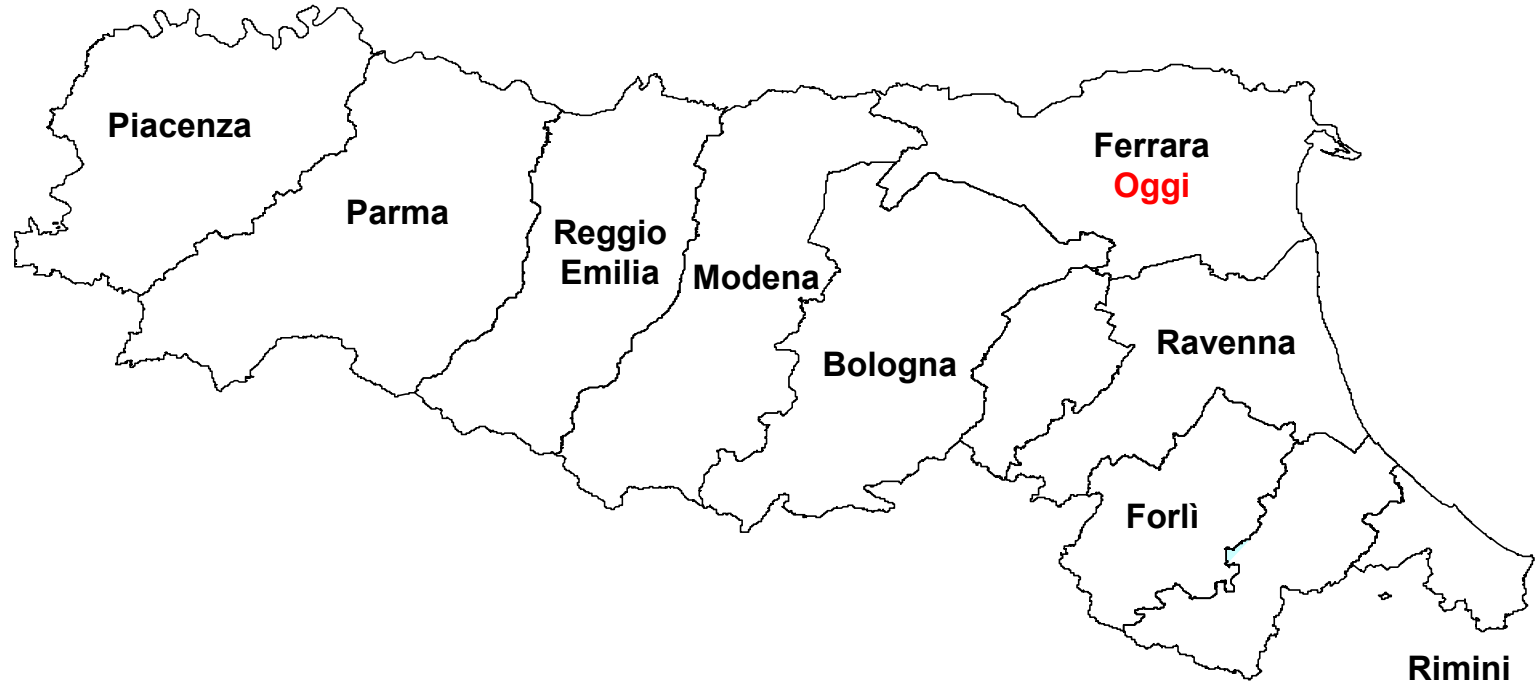 Piacenza
Parma
Reggio
Emilia
Modena
Bologna
Ferrara
Oggi
Ravenna
Forlì
Rimini